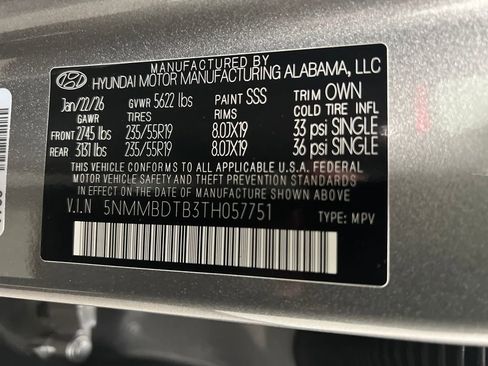 MANUFACTURED BY
HYUNDAI MOTOR MANUFACTURING ALABAMA, LLC
Jan/22/26 GVWR 5622 lbs PAINT SSS TRIM OWN
GAWR TIRES RIMS COLD TIRE INFL
FRONT 2745 lbs 235/55R19 8.0JX19 33 psi SINGLE
REAR 3131 lbs 235/55R19 8.0JX19 36 psi SINGLE
THIS VEHICLE CONFORMS TO ALL APPLICABLE U.S.A. FEDERAL
MOTOR VEHICLE SAFETY AND THEFT PREVENTION STANDARDS
IN EFFECT ON THE DATE OF MANUFACTURE SHOWN ABOVE
V.I.N 5NMMBDTB3TH057751 TYPE: MPV